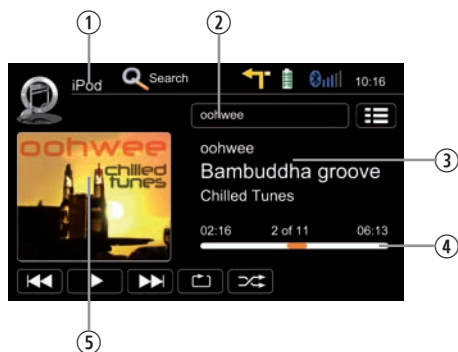 1 2
iPod Search 10:16
oohwee
oohwee
chilled
tunes
oohwee
Bambuddha groove
Chilled Tunes
3
02:16 2 of 11 06:13
4
5